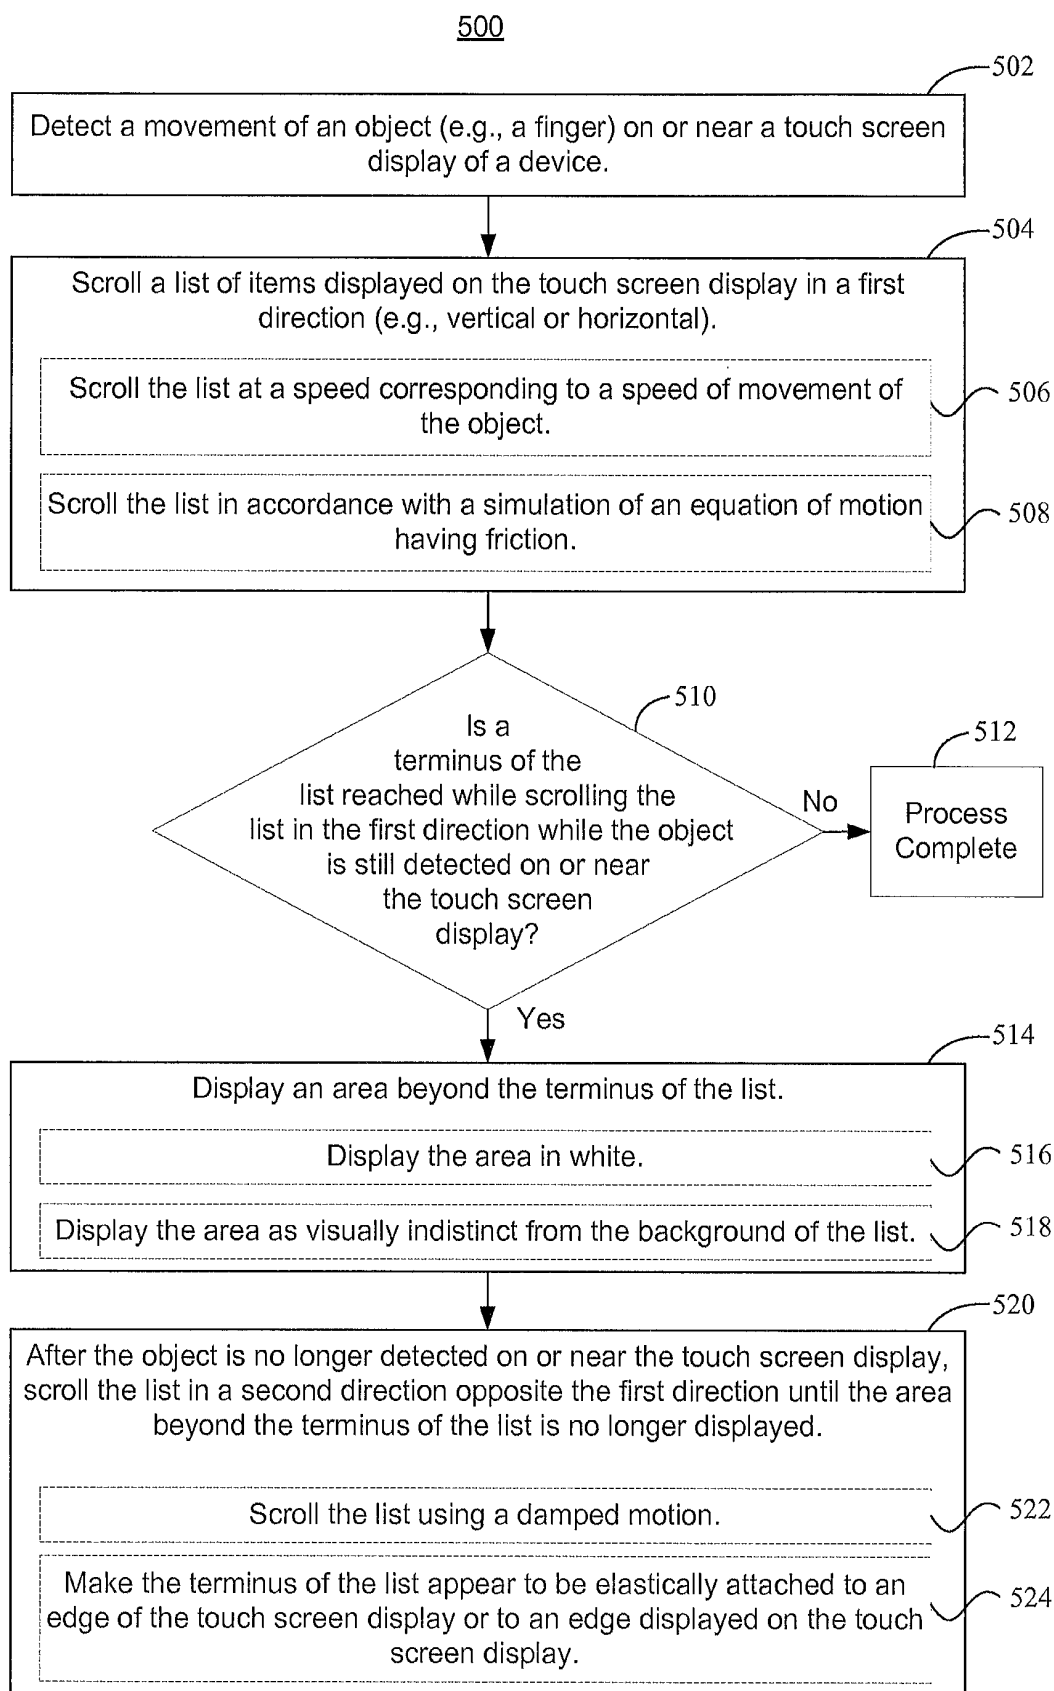 500
502
Detect a movement of an object (e.g., a finger) on or near a touch screen
display of a device.
504
Scroll a list of items displayed on the touch screen display in a first
direction (e.g., vertical or horizontal).
Scroll the list at a speed corresponding to a speed of movement of
the object.
506
Scroll the list in accordance with a simulation of an equation of motion
having friction.
508
510
Is a
terminus of the
list reached while scrolling the
list in the first direction while the object
is still detected on or near
the touch screen
display?
No
512
Process
Complete
Yes
514
Display an area beyond the terminus of the list.
Display the area in white.
516
Display the area as visually indistinct from the background of the list.
518
520
After the object is no longer detected on or near the touch screen display,
scroll the list in a second direction opposite the first direction until the area
beyond the terminus of the list is no longer displayed.
Scroll the list using a damped motion.
522
Make the terminus of the list appear to be elastically attached to an
edge of the touch screen display or to an edge displayed on the touch
screen display.
524